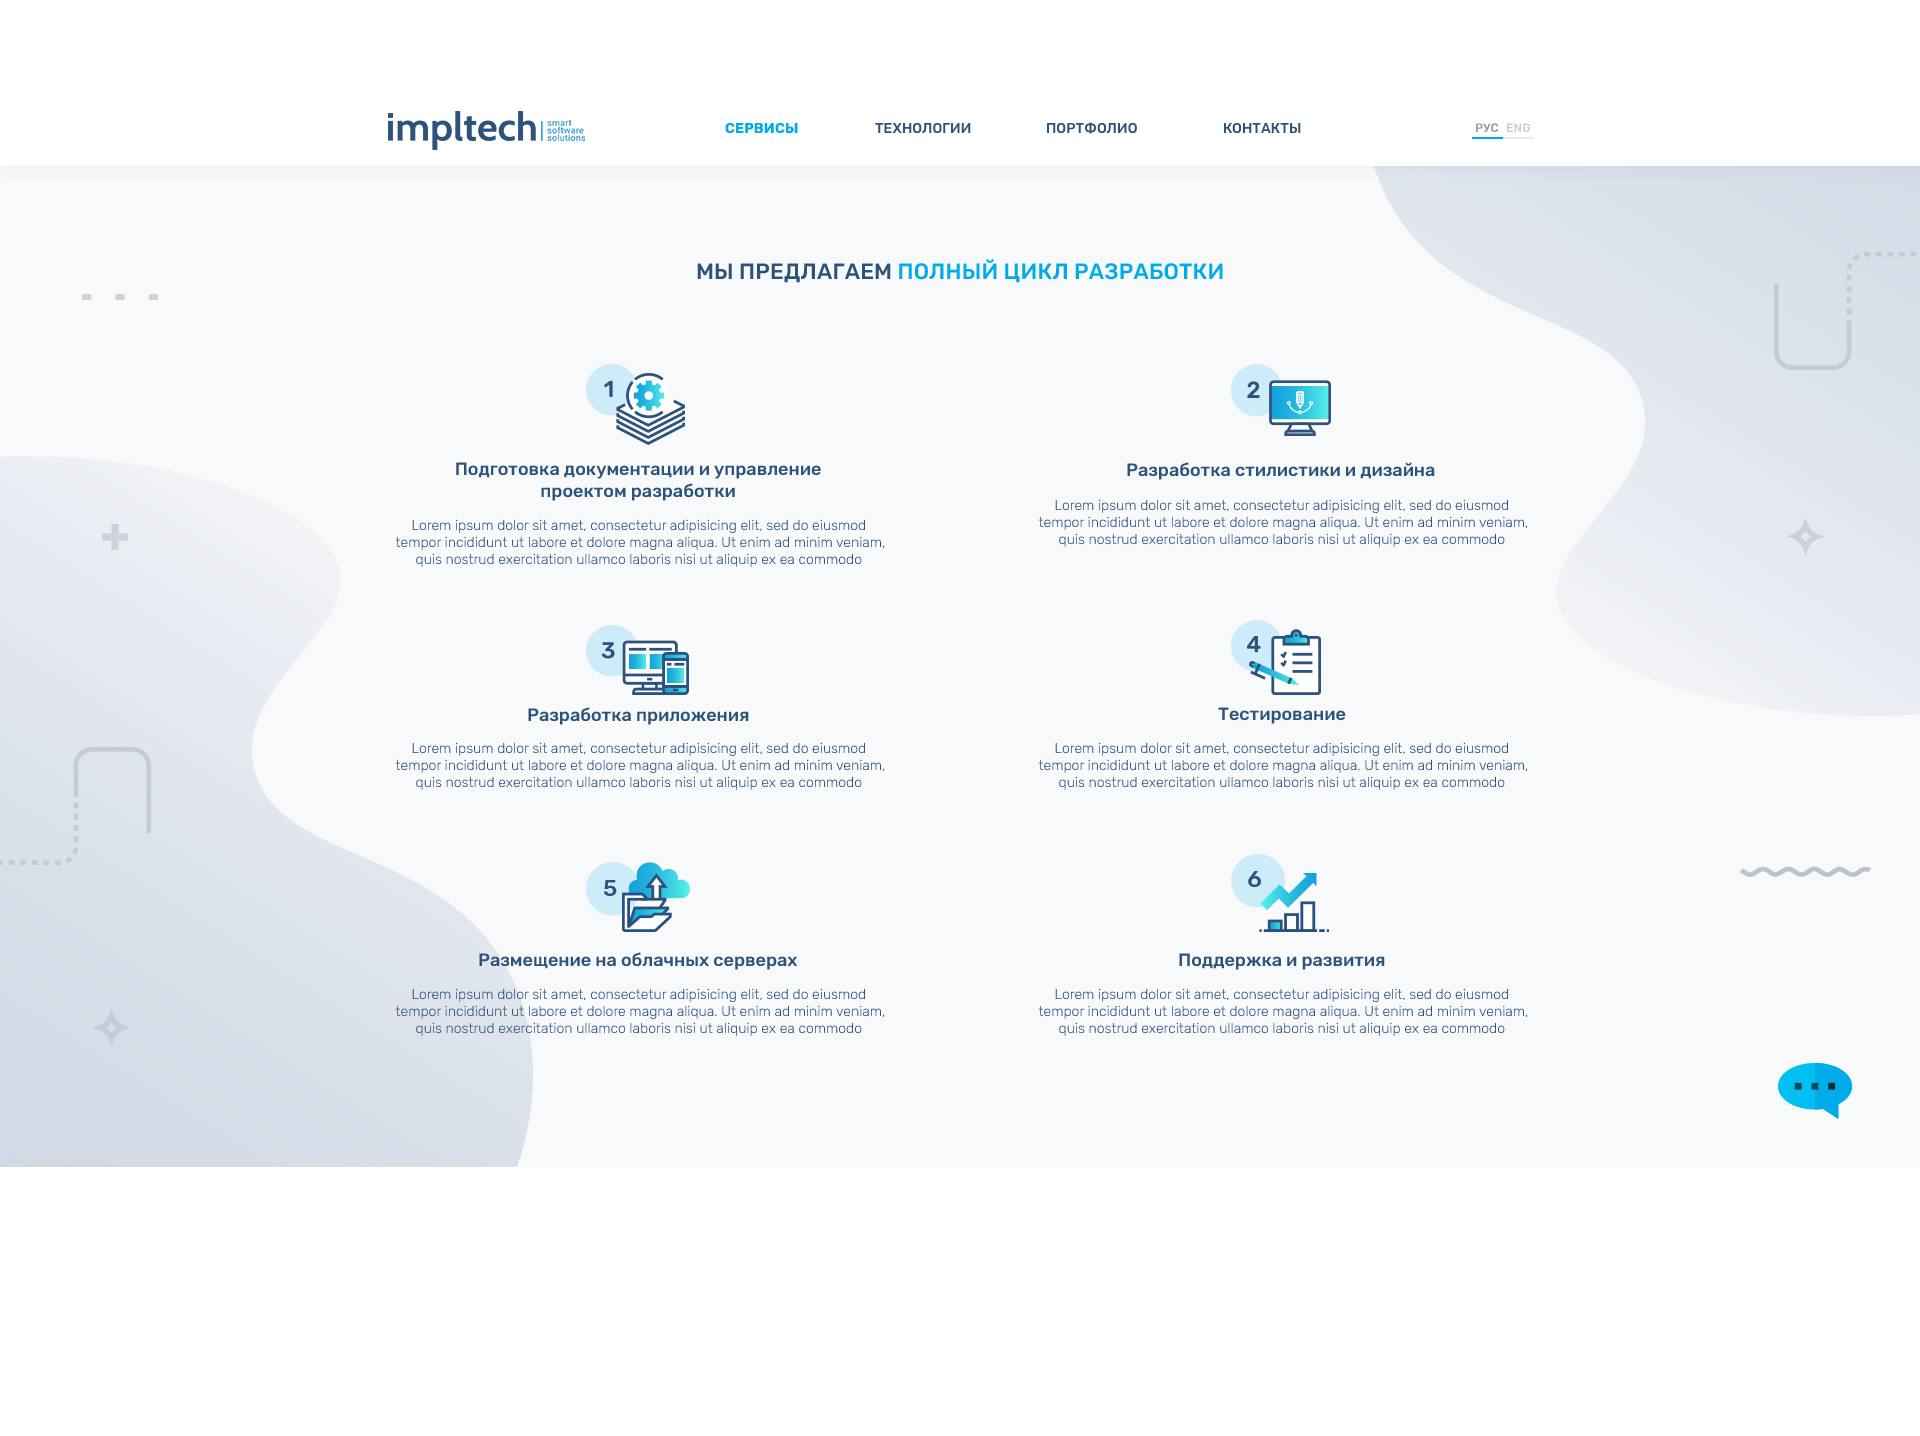 impltech
smart
software
solutions
СЕРВИСЫ
ТЕХНОЛОГИИ
ПОРТФОЛИО
КОНТАКТЫ
РУС ENG
МЫ ПРЕДЛАГАЕМ ПОЛНЫЙ ЦИКЛ РАЗРАБОТКИ
1
Подготовка документации и управление
проектом разработки
Lorem ipsum dolor sit amet, consectetur adipisicing elit, sed do eiusmod
tempor incididunt ut labore et dolore magna aliqua. Ut enim ad minim veniam,
quis nostrud exercitation ullamco laboris nisi ut aliquip ex ea commodo
2
Разработка стилистики и дизайна
Lorem ipsum dolor sit amet, consectetur adipisicing elit, sed do eiusmod
tempor incididunt ut labore et dolore magna aliqua. Ut enim ad minim veniam,
quis nostrud exercitation ullamco laboris nisi ut aliquip ex ea commodo
3
Разработка приложения
Lorem ipsum dolor sit amet, consectetur adipisicing elit, sed do eiusmod
tempor incididunt ut labore et dolore magna aliqua. Ut enim ad minim veniam,
quis nostrud exercitation ullamco laboris nisi ut aliquip ex ea commodo
4
Тестирование
Lorem ipsum dolor sit amet, consectetur adipisicing elit, sed do eiusmod
tempor incididunt ut labore et dolore magna aliqua. Ut enim ad minim veniam,
quis nostrud exercitation ullamco laboris nisi ut aliquip ex ea commodo
5
Размещение на облачных серверах
Lorem ipsum dolor sit amet, consectetur adipisicing elit, sed do eiusmod
tempor incididunt ut labore et dolore magna aliqua. Ut enim ad minim veniam,
quis nostrud exercitation ullamco laboris nisi ut aliquip ex ea commodo
6
Поддержка и развития
Lorem ipsum dolor sit amet, consectetur adipisicing elit, sed do eiusmod
tempor incididunt ut labore et dolore magna aliqua. Ut enim ad minim veniam,
quis nostrud exercitation ullamco laboris nisi ut aliquip ex ea commodo